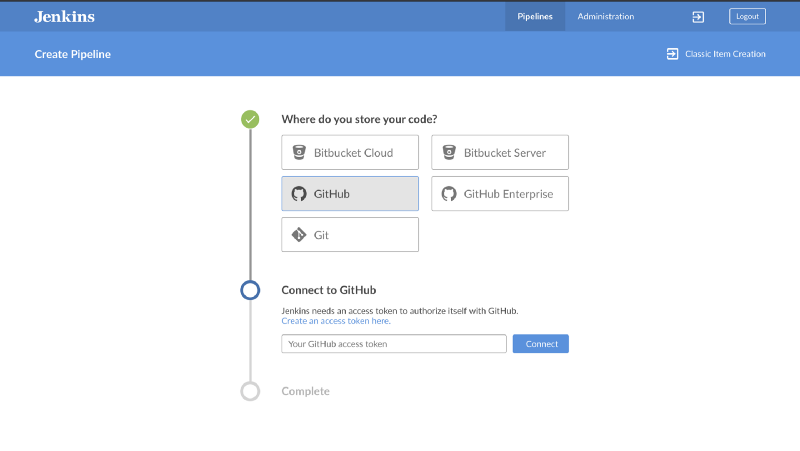 Jenkins
Pipelines
Administration
Logout
Create Pipeline
Classic Item Creation
Where do you store your code?
Bitbucket Cloud
Bitbucket Server
GitHub
GitHub Enterprise
Git
Connect to GitHub
Jenkins needs an access token to authorize itself with GitHub.
Create an access token here.
Your GitHub access token
Connect
Complete